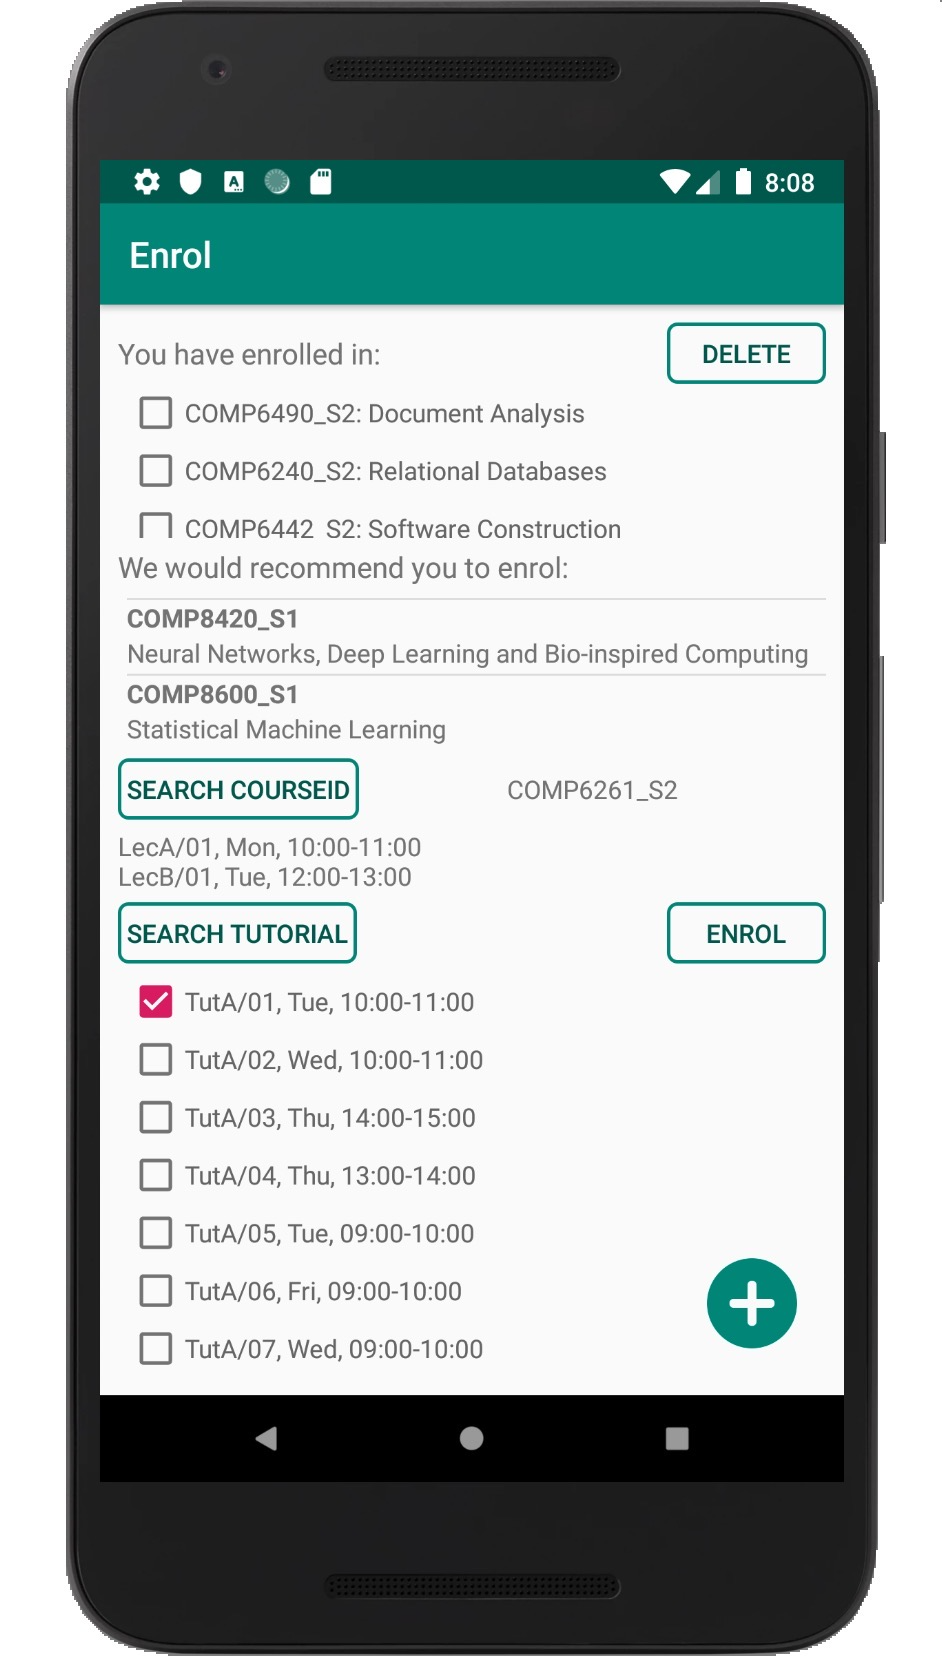 8:08
Enrol
You have enrolled in:
DELETE
COMP6490_S2: Document Analysis
COMP6240_S2: Relational Databases
COMP6442_S2: Software Construction
We would recommend you to enrol:
COMP8420_S1
Neural Networks, Deep Learning and Bio-inspired Computing
COMP8600_S1
Statistical Machine Learning
SEARCH COURSEID
COMP6261_S2
LecA/01, Mon, 10:00-11:00
LecB/01, Tue, 12:00-13:00
SEARCH TUTORIAL
ENROL
TutA/01, Tue, 10:00-11:00
TutA/02, Wed, 10:00-11:00
TutA/03, Thu, 14:00-15:00
TutA/04, Thu, 13:00-14:00
TutA/05, Tue, 09:00-10:00
TutA/06, Fri, 09:00-10:00
TutA/07, Wed, 09:00-10:00